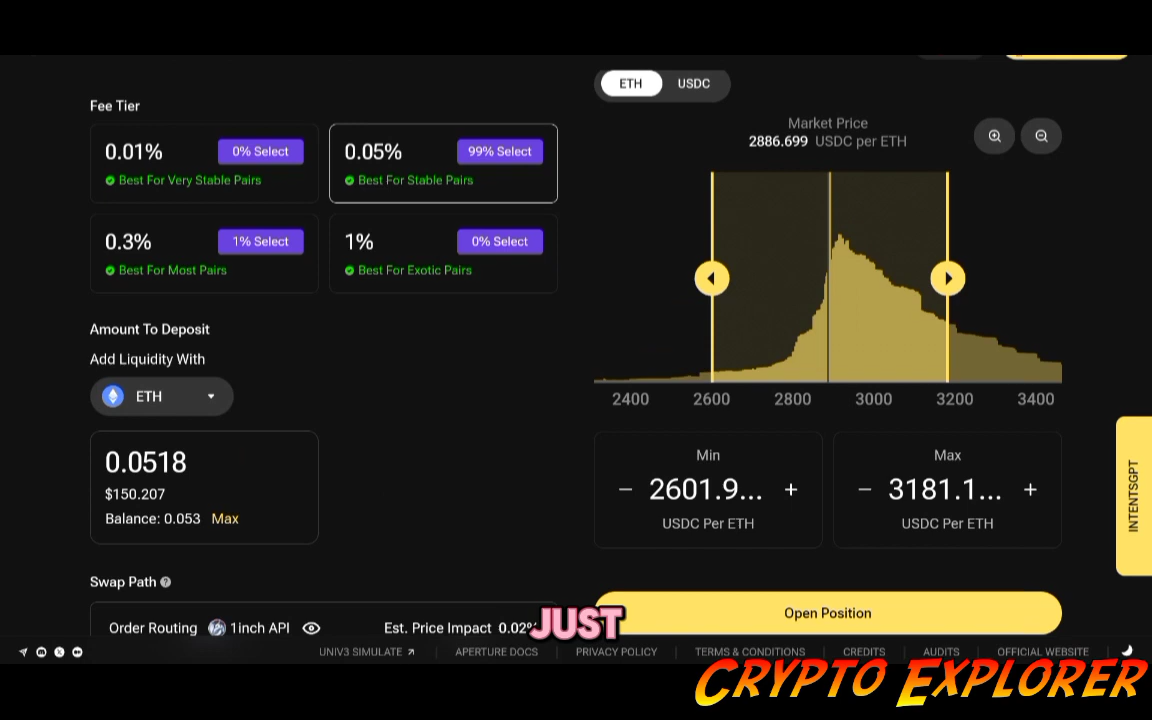 Fee Tier
0.01% 0% Select
Best For Very Stable Pairs
0.05% 99% Select
Best For Stable Pairs
0.3% 1% Select
Best For Most Pairs
1% 0% Select
Best For Exotic Pairs
Amount To Deposit
Add Liquidity With
ETH
0.0518
$150.207
Balance: 0.053 Max
Swap Path
Order Routing 1inch API Est. Price Impact 0.02%
ETH USDC
Market Price
2886.699 USDC per ETH
2400 2600 2800 3000 3200 3400
Min
− 2601.9... +
USDC Per ETH
Max
− 3181.1... +
USDC Per ETH
Open Position
INTENTSGPT
JUST
UNIV3 SIMULATE APERTURE DOCS PRIVACY POLICY TERMS & CONDITIONS CREDITS AUDITS OFFICIAL WEBSITE
CRYPTO EXPLORER